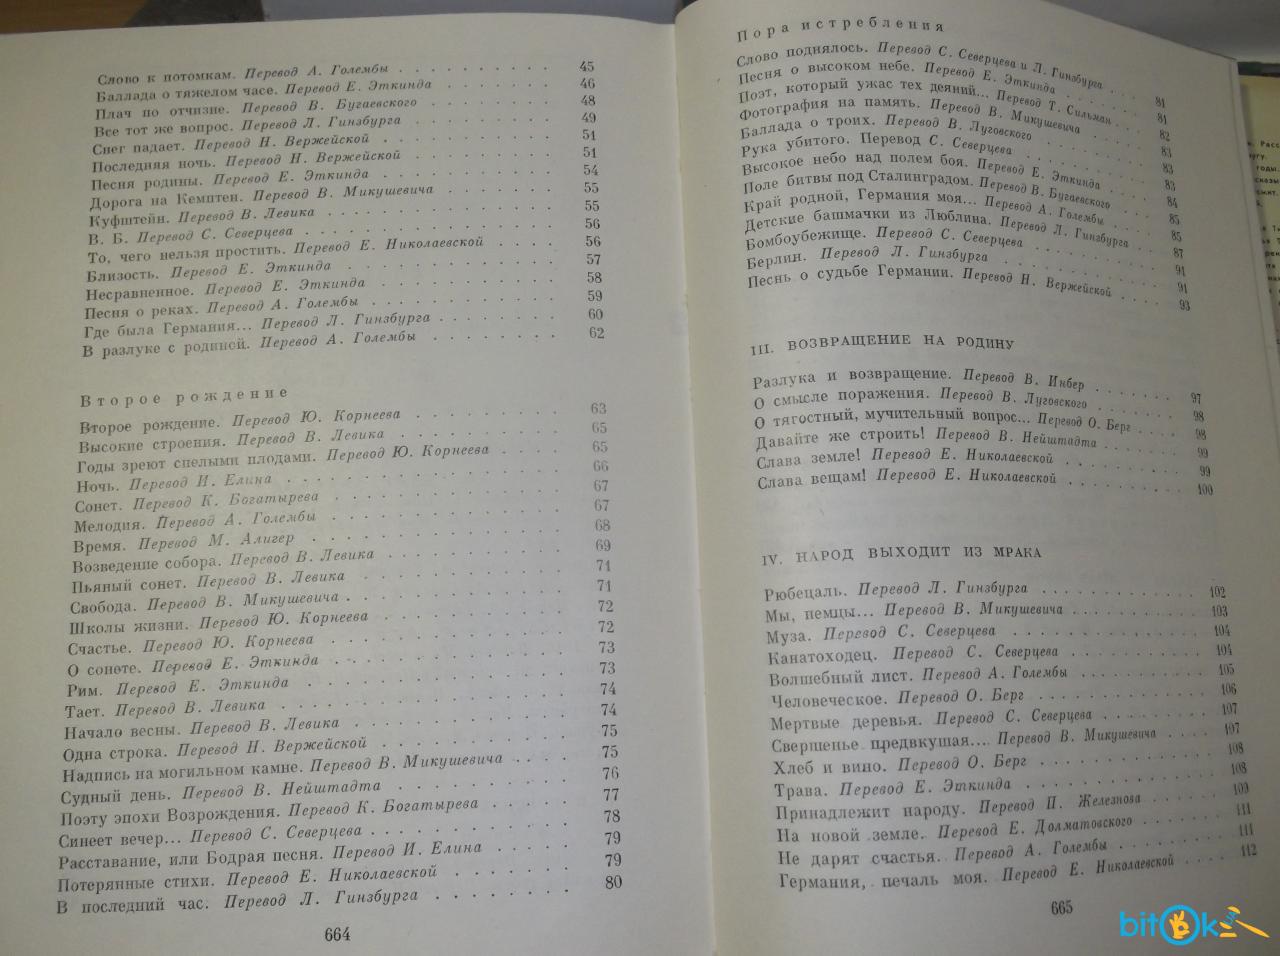 Слово к потомкам. Перевод А. Голембы . . . . . . . . . . 45
Баллада о тяжелом часе. Перевод Е. Эткинда . . . . . . . . 46
Плач по отчизне. Перевод В. Бугаевского . . . . . . . . 48
Все тот же вопрос. Перевод Л. Гинзбурга . . . . . . . . 49
Снег падает. Перевод Н. Вержейской . . . . . . . . . 51
Последняя ночь. Перевод Н. Вержейской . . . . . . . . 51
Песня родины. Перевод Е. Эткинда . . . . . . . . . 54
Дорога на Кемптен. Перевод В. Микушевича . . . . . . . 55
Куфштейн. Перевод В. Левика . . . . . . . . . . . 55
В. Б. Перевод С. Северцева . . . . . . . . . . . 56
То, чего нельзя простить. Перевод Е. Николаевской . . . . 56
Близость. Перевод Е. Эткинда . . . . . . . . . . 57
Несравненное. Перевод Е. Эткинда . . . . . . . . . 58
Песня о реках. Перевод А. Голембы . . . . . . . . . 59
Где была Германия... Перевод Л. Гинзбурга . . . . . . . 60
В разлуке с родиной. Перевод А. Голембы . . . . . . . 62
Второе рождение
Второе рождение. Перевод Ю. Корнеева . . . . . . . . 63
Высокие строения. Перевод В. Левика . . . . . . . . . 65
Годы зреют спелыми плодами. Перевод Ю. Корнеева . . . . 65
Ночь. Перевод И. Елина . . . . . . . . . . . . 66
Сонет. Перевод К. Богатырева . . . . . . . . . . 67
Мелодия. Перевод А. Голембы . . . . . . . . . . 67
Время. Перевод М. Алигер . . . . . . . . . . . 68
Возведение собора. Перевод В. Левика . . . . . . . . 69
Пьяный сонет. Перевод В. Левика . . . . . . . . . 71
Свобода. Перевод В. Микушевича . . . . . . . . . . 71
Школы жизни. Перевод Ю. Корнеева . . . . . . . . . 72
Счастье. Перевод Ю. Корнеева . . . . . . . . . . 72
О сонете. Перевод Е. Эткинда . . . . . . . . . . 73
Рим. Перевод Е. Эткинда . . . . . . . . . . . 73
Тает. Перевод В. Левика . . . . . . . . . . . . 74
Начало весны. Перевод В. Левика . . . . . . . . . 74
Одна строка. Перевод Н. Вержейской . . . . . . . . . 75
Надпись на могильном камне. Перевод В. Микушевича . . . . 75
Судный день. Перевод В. Нейштадта . . . . . . . . . 76
Поэту эпохи Возрождения. Перевод К. Богатырева . . . . . 77
Синеет вечер... Перевод С. Северцева . . . . . . . . . 78
Расставание, или Бодрая песня. Перевод И. Елина . . . . . 79
Потерянные стихи. Перевод Е. Николаевской . . . . . . 79
В последний час. Перевод Л. Гинзбурга . . . . . . . 80
664
Пора истребления
Слово поднялось. Перевод С. Северцева и Л. Гинзбурга . . . 81
Песня о высоком небе. Перевод Е. Эткинда . . . . . . 81
Поэт, который ужас тех деяний... Перевод Т. Сильман . . . 82
Фотография на память. Перевод В. Микушевича . . . . . 83
Баллада о троих. Перевод В. Луговского . . . . . . . 83
Рука убитого. Перевод С. Северцева . . . . . . . . 83
Высокое небо над полем боя. Перевод Е. Эткинда . . . . 84
Поле битвы под Сталинградом. Перевод В. Бугаевского . . . 85
Край родной, Германия моя... Перевод А. Голембы . . . . 85
Детские башмачки из Люблина. Перевод Л. Гинзбурга . . . 87
Бомбоубежище. Перевод С. Северцева . . . . . . . . 91
Берлин. Перевод Л. Гинзбурга . . . . . . . . . . 91
Песнь о судьбе Германии. Перевод Н. Вержейской . . . . 93
III. ВОЗВРАЩЕНИЕ НА РОДИНУ
Разлука и возвращение. Перевод В. Инбер . . . . . . . 97
О смысле поражения. Перевод В. Луговского . . . . . . 98
О тягостный, мучительный вопрос... Перевод О. Берг . . . . 98
Давайте же строить! Перевод В. Нейштадта . . . . . . 99
Слава земле! Перевод Е. Николаевской . . . . . . . . 99
Слава вещам! Перевод Е. Николаевской . . . . . . . . 100
IV. НАРОД ВЫХОДИТ ИЗ МРАКА
Рюбецаль. Перевод Л. Гинзбурга . . . . . . . . . . 102
Мы, немцы... Перевод В. Микушевича . . . . . . . . 103
Муза. Перевод С. Северцева . . . . . . . . . . . 104
Канатоходец. Перевод С. Северцева . . . . . . . . . 104
Волшебный лист. Перевод А. Голембы . . . . . . . . 105
Человеческое. Перевод О. Берг . . . . . . . . . . 106
Мертвые деревья. Перевод С. Северцева . . . . . . . 107
Свершенье предвкушая.... Перевод В. Микушевича . . . . 107
Хлеб и вино. Перевод О. Берг . . . . . . . . . . 108
Трава. Перевод Е. Эткинда . . . . . . . . . . . 108
Принадлежит народу. Перевод П. Железнова . . . . . . 109
На новой земле. Перевод Е. Долматовского . . . . . . 111
Не дарят счастья. Перевод А. Голембы . . . . . . . . 111
Германия, печаль моя. Перевод Е. Николаевской . . . . . 112
665